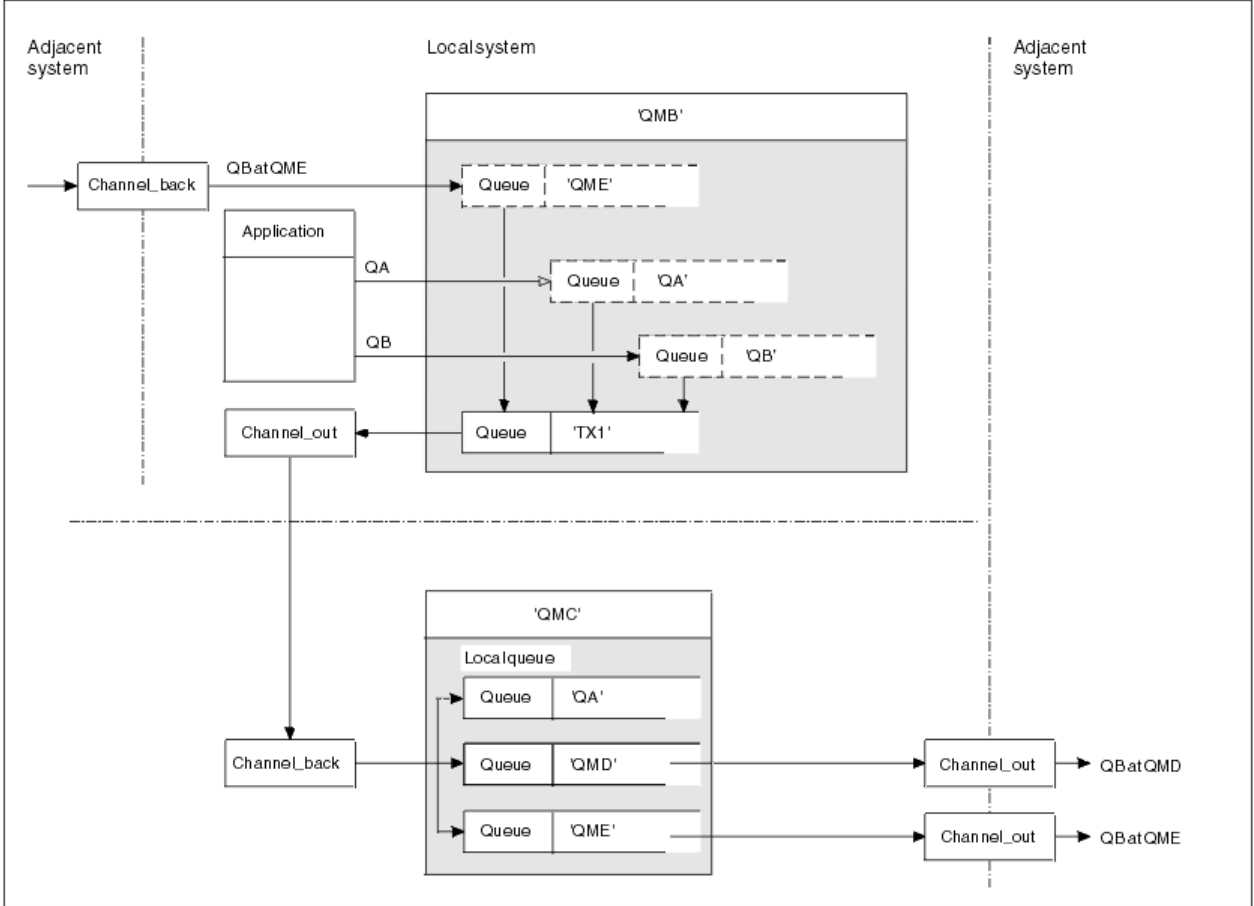 Adjacent
system
Localsystem
Adjacent
system
'QMB'
Channel_back
QBatQME
Queue
'QME'
Application
QA
Queue
'QA'
QB
Queue
'QB'
Channel_out
Queue
'TX1'
'QMC'
Localqueue
Queue
'QA'
Channel_back
Queue
'QMD'
Channel_out
QBatQMD
Queue
'QME'
Channel_out
QBatQME